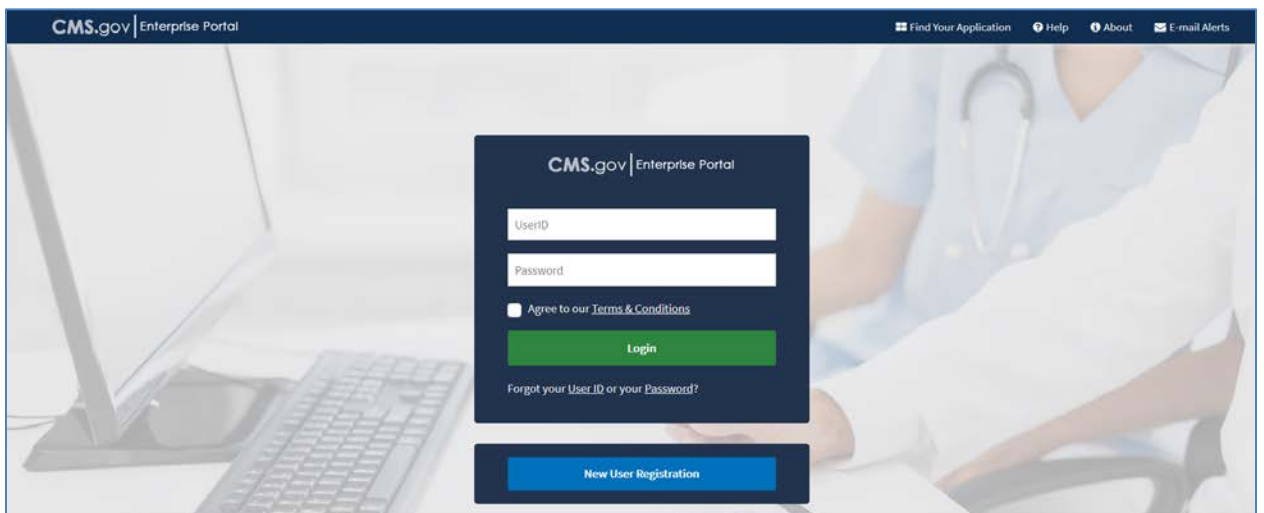 CMS.gov Enterprise Portal
Find Your Application Help About E-mail Alerts
CMS.gov Enterprise Portal
UserID
Password
Agree to our Terms & Conditions
Login
Forgot your User ID or your Password?
New User Registration